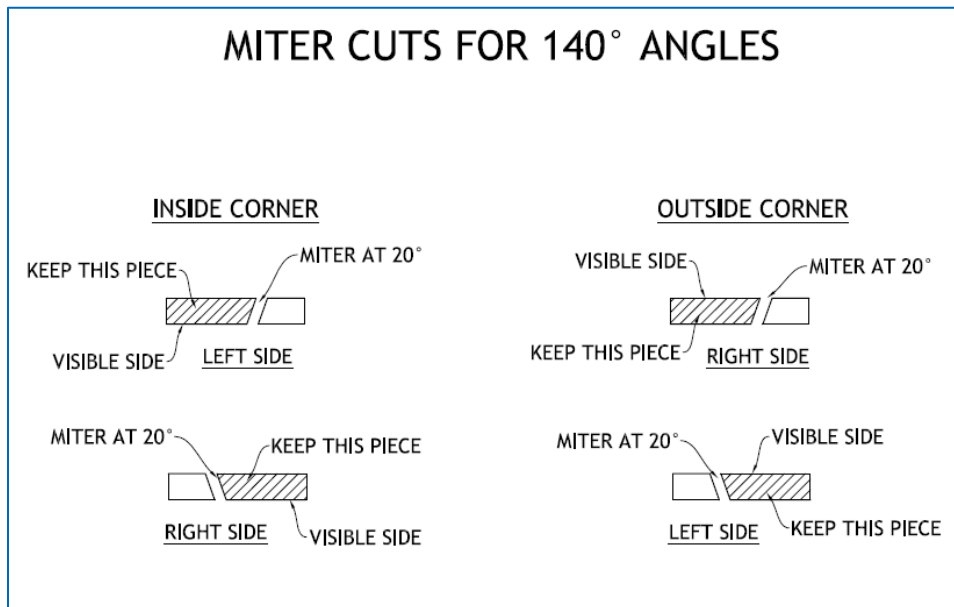 MITER CUTS FOR 140° ANGLES
INSIDE CORNER
KEEP THIS PIECE
MITER AT 20°
VISIBLE SIDE
LEFT SIDE
MITER AT 20°
KEEP THIS PIECE
RIGHT SIDE
VISIBLE SIDE
OUTSIDE CORNER
VISIBLE SIDE
MITER AT 20°
KEEP THIS PIECE
RIGHT SIDE
MITER AT 20°
VISIBLE SIDE
LEFT SIDE
KEEP THIS PIECE